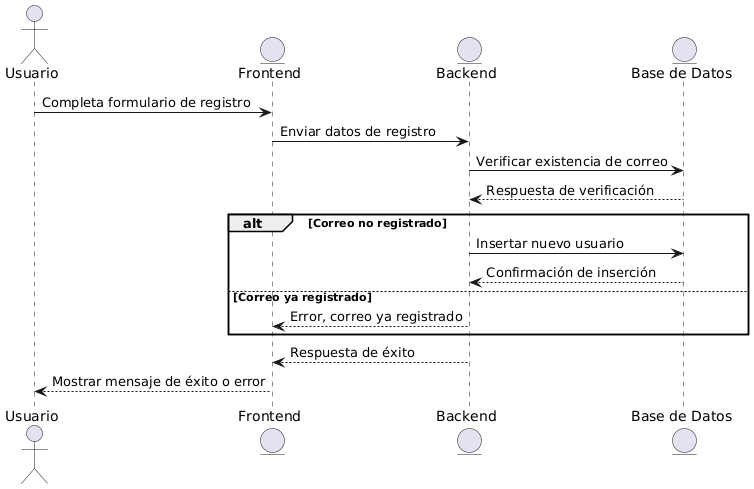 Usuario
Frontend
Backend
Base de Datos
Completa formulario de registro
Enviar datos de registro
Verificar existencia de correo
Respuesta de verificación
alt [Correo no registrado]
Insertar nuevo usuario
Confirmación de inserción
[Correo ya registrado]
Error, correo ya registrado
Respuesta de éxito
Mostrar mensaje de éxito o error
Usuario
Frontend
Backend
Base de Datos